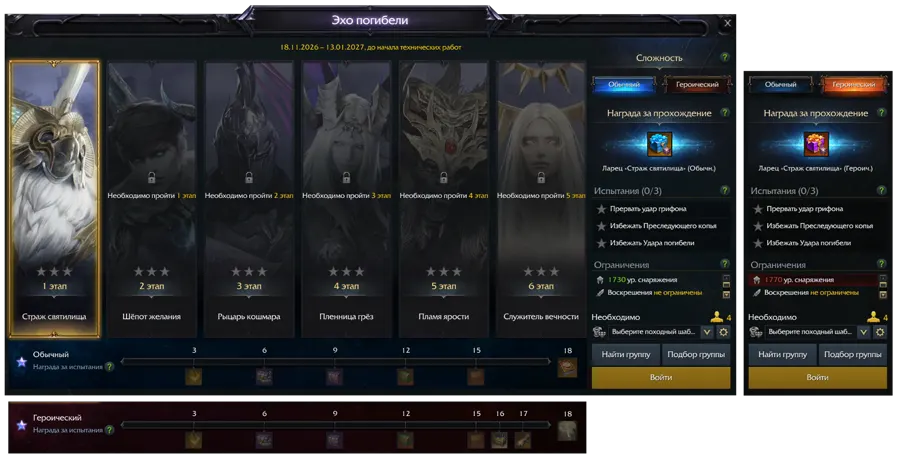 Эхо погибели
18.11.2026 – 13.01.2027, до начала технических работ
Необходимо пройти 1 этап
Необходимо пройти 2 этап
Необходимо пройти 3 этап
Необходимо пройти 4 этап
Необходимо пройти 5 этап
1 этап
2 этап
3 этап
4 этап
5 этап
6 этап
Страж святилища
Шёпот желания
Рыцарь кошмара
Пленница грёз
Пламя ярости
Служитель вечности
Обычный
Награда за испытания ?
3 6 9 12 15 18
Сложность ?
Обычный Героический
Награда за прохождение ?
Ларец «Страж святилища» (Обычн.)
Испытания (0/3) ?
Прервать удар грифона
Избежать Преследующего копья
Избежать Удара погибели
Ограничения ?
1730 ур. снаряжения
Воскрешения не ограничены
Необходимо 4
Выберите походный шаб...
Найти группу Подбор группы
Войти
Обычный Героический
Награда за прохождение ?
Ларец «Страж святилища» (Героич.)
Испытания (0/3) ?
Прервать удар грифона
Избежать Преследующего копья
Избежать Удара погибели
Ограничения ?
1770 ур. снаряжения
Воскрешения не ограничены
Необходимо 4
Выберите походный шаб...
Найти группу Подбор группы
Войти
Героический
Награда за испытания ?
3 6 9 12 15 16 17 18